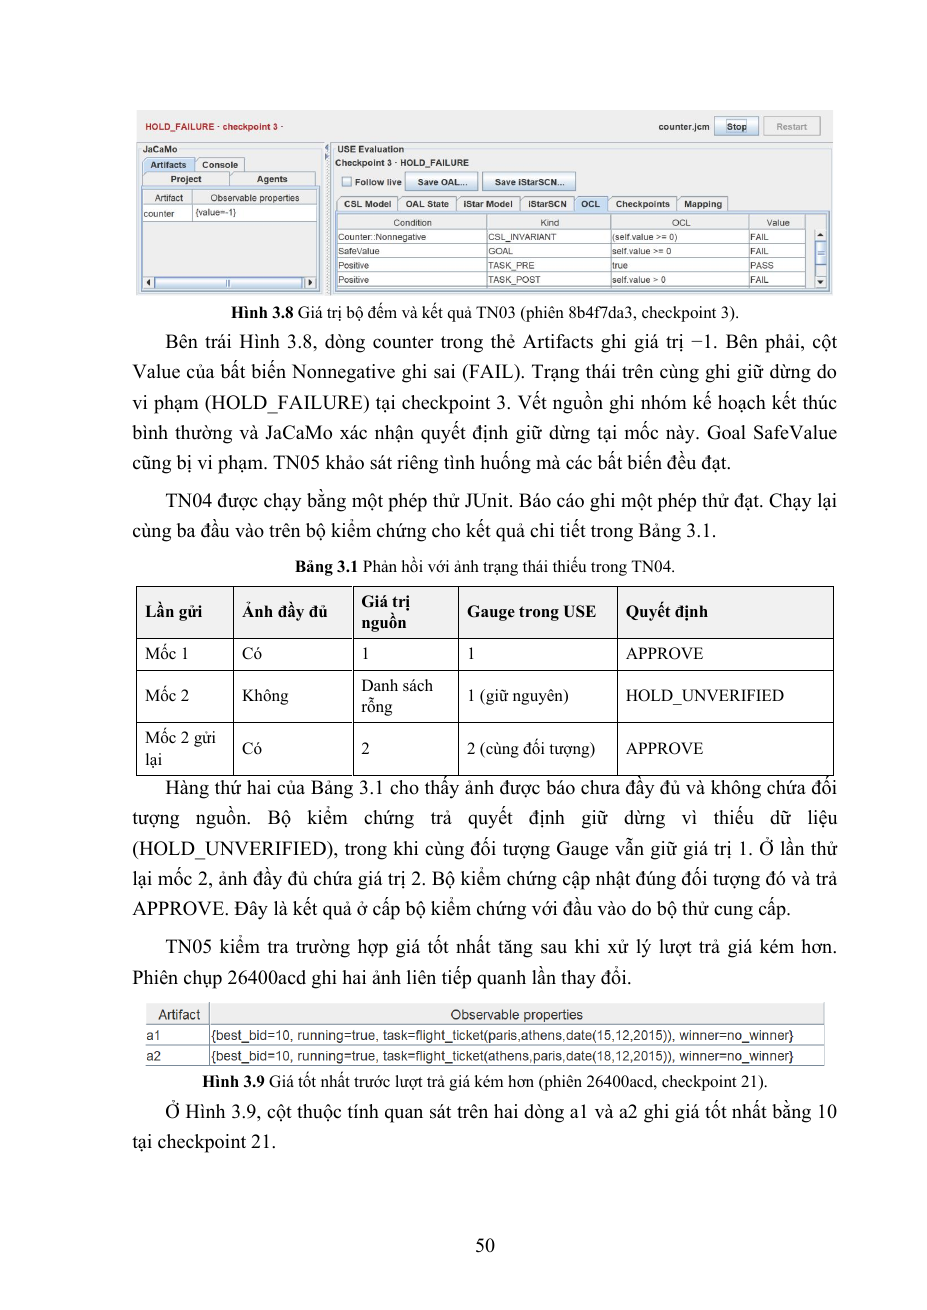 HOLD_FAILURE - checkpoint 3 -
counter.jcm
Stop
Restart
JaCaMo
Artifacts
Console
Project
Agents
Artifact
Observable properties
counter
{value=-1}
USE Evaluation
Checkpoint 3 - HOLD_FAILURE
Follow live
Save OAL...
Save iStarSCN...
CSL Model
OAL State
iStar Model
iStarSCN
OCL
Checkpoints
Mapping
Condition Kind OCL Value
Counter::Nonnegative CSL_INVARIANT (self.value >= 0) FAIL
SafeValue GOAL self.value >= 0 FAIL
Positive TASK_PRE true PASS
Positive TASK_POST self.value > 0 FAIL
Hình 3.8 Giá trị bộ đếm và kết quả TN03 (phiên 8b4f7da3, checkpoint 3).
Bên trái Hình 3.8, dòng counter trong thẻ Artifacts ghi giá trị −1. Bên phải, cột
Value của bất biến Nonnegative ghi sai (FAIL). Trạng thái trên cùng ghi giữ dừng do
vi phạm (HOLD_FAILURE) tại checkpoint 3. Vết nguồn ghi nhóm kế hoạch kết thúc
bình thường và JaCaMo xác nhận quyết định giữ dừng tại mốc này. Goal SafeValue
cũng bị vi phạm. TN05 khảo sát riêng tình huống mà các bất biến đều đạt.
TN04 được chạy bằng một phép thử JUnit. Báo cáo ghi một phép thử đạt. Chạy lại
cùng ba đầu vào trên bộ kiểm chứng cho kết quả chi tiết trong Bảng 3.1.
Bảng 3.1 Phản hồi với ảnh trạng thái thiếu trong TN04.
Lần gửi
Ảnh đầy đủ
Giá trị
nguồn
Gauge trong USE
Quyết định
Mốc 1
Có
1
1
APPROVE
Mốc 2
Không
Danh sách
rỗng
1 (giữ nguyên)
HOLD_UNVERIFIED
Mốc 2 gửi
lại
Có
2
2 (cùng đối tượng)
APPROVE
Hàng thứ hai của Bảng 3.1 cho thấy ảnh được báo chưa đầy đủ và không chứa đối
tượng nguồn. Bộ kiểm chứng trả quyết định giữ dừng vì thiếu dữ liệu
(HOLD_UNVERIFIED), trong khi cùng đối tượng Gauge vẫn giữ giá trị 1. Ở lần thử
lại mốc 2, ảnh đầy đủ chứa giá trị 2. Bộ kiểm chứng cập nhật đúng đối tượng đó và trả
APPROVE. Đây là kết quả ở cấp bộ kiểm chứng với đầu vào do bộ thử cung cấp.
TN05 kiểm tra trường hợp giá tốt nhất tăng sau khi xử lý lượt trả giá kém hơn.
Phiên chụp 26400acd ghi hai ảnh liên tiếp quanh lần thay đổi.
Artifact Observable properties
a1 {best_bid=10, running=true, task=flight_ticket(paris,athens,date(15,12,2015)), winner=no_winner}
a2 {best_bid=10, running=true, task=flight_ticket(athens,paris,date(18,12,2015)), winner=no_winner}
Hình 3.9 Giá tốt nhất trước lượt trả giá kém hơn (phiên 26400acd, checkpoint 21).
Ở Hình 3.9, cột thuộc tính quan sát trên hai dòng a1 và a2 ghi giá tốt nhất bằng 10
tại checkpoint 21.
50